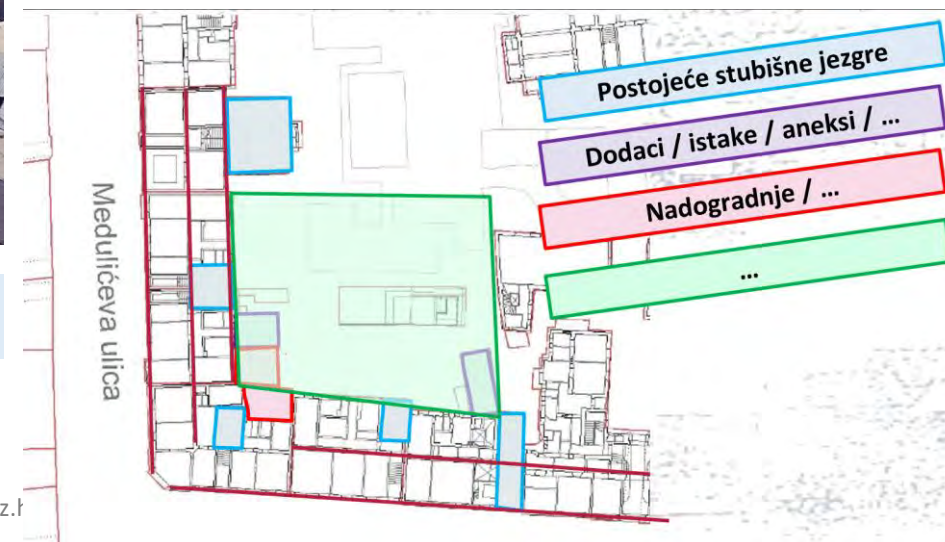 Postojeće stubišne jezgre
Dodaci / istake / aneksi / ...
Nadogradnje / ...
...
Medulićeva ulica